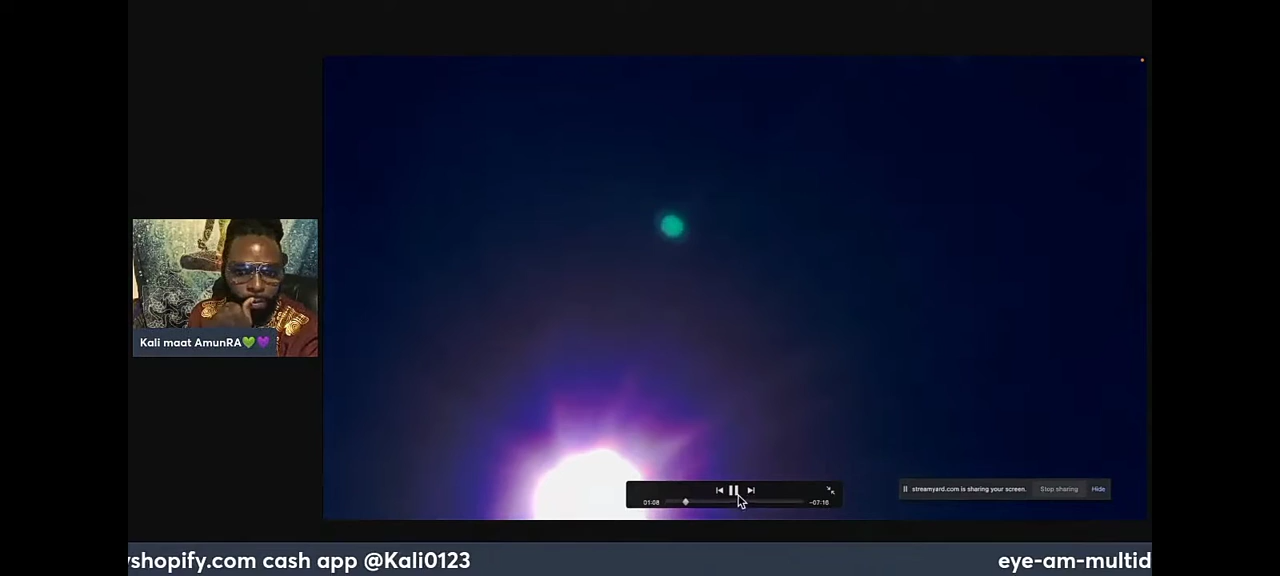 Kali maat AmunRA💚💜
01:08
-07:16
streamyard.com is sharing your screen.
Stop sharing
Hide
yshopify.com cash app @Kali0123
eye-am-multid